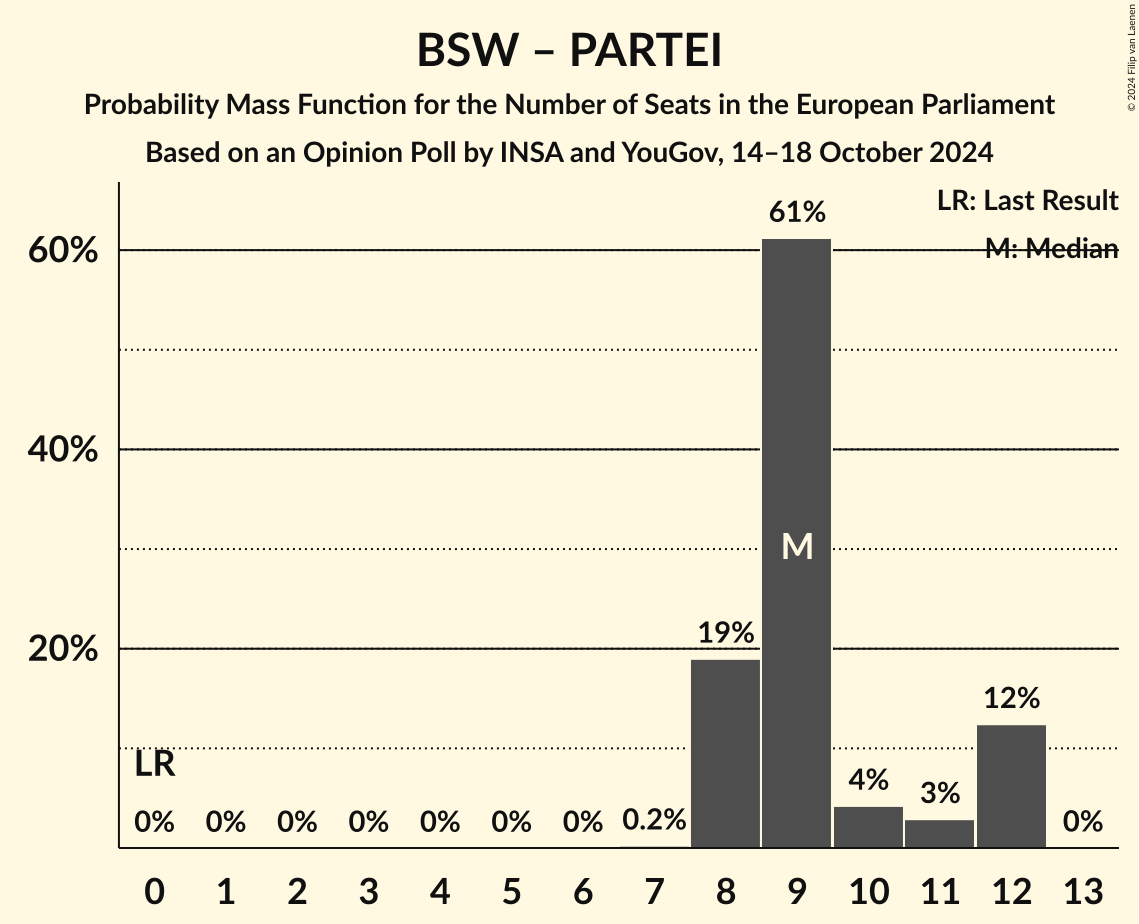 BSW – PARTEI
Probability Mass Function for the Number of Seats in the European Parliament
Based on an Opinion Poll by INSA and YouGov, 14–18 October 2024
© 2024 Filip van Laenen
LR: Last Result
M: Median
60%
40%
20%
61%
M
19%
12%
LR
4%
3%
0% 0% 0% 0% 0% 0% 0% 0.2% 0%
0 1 2 3 4 5 6 7 8 9 10 11 12 13